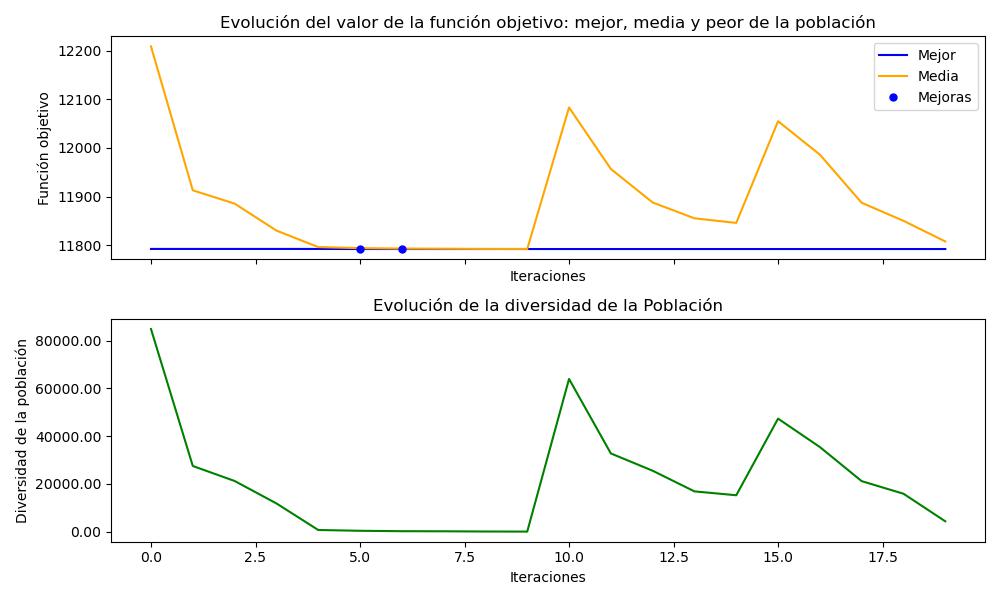 Evolución del valor de la función objetivo: mejor, media y peor de la población
Función objetivo
12200
12100
12000
11900
11800
Mejor
Media
Mejoras
Iteraciones
Evolución de la diversidad de la Población
Diversidad de la población
80000.00
60000.00
40000.00
20000.00
0.00
0.0 2.5 5.0 7.5 10.0 12.5 15.0 17.5
Iteraciones